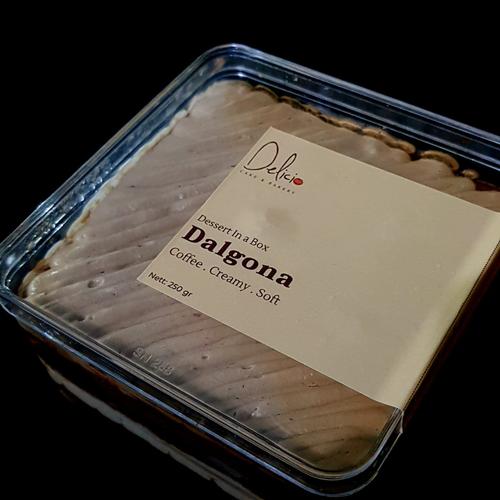 Delicio
CAKE & BAKERY
Dessert In a Box
Dalgona
Coffee . Creamy . Soft
Nett: 250 gr